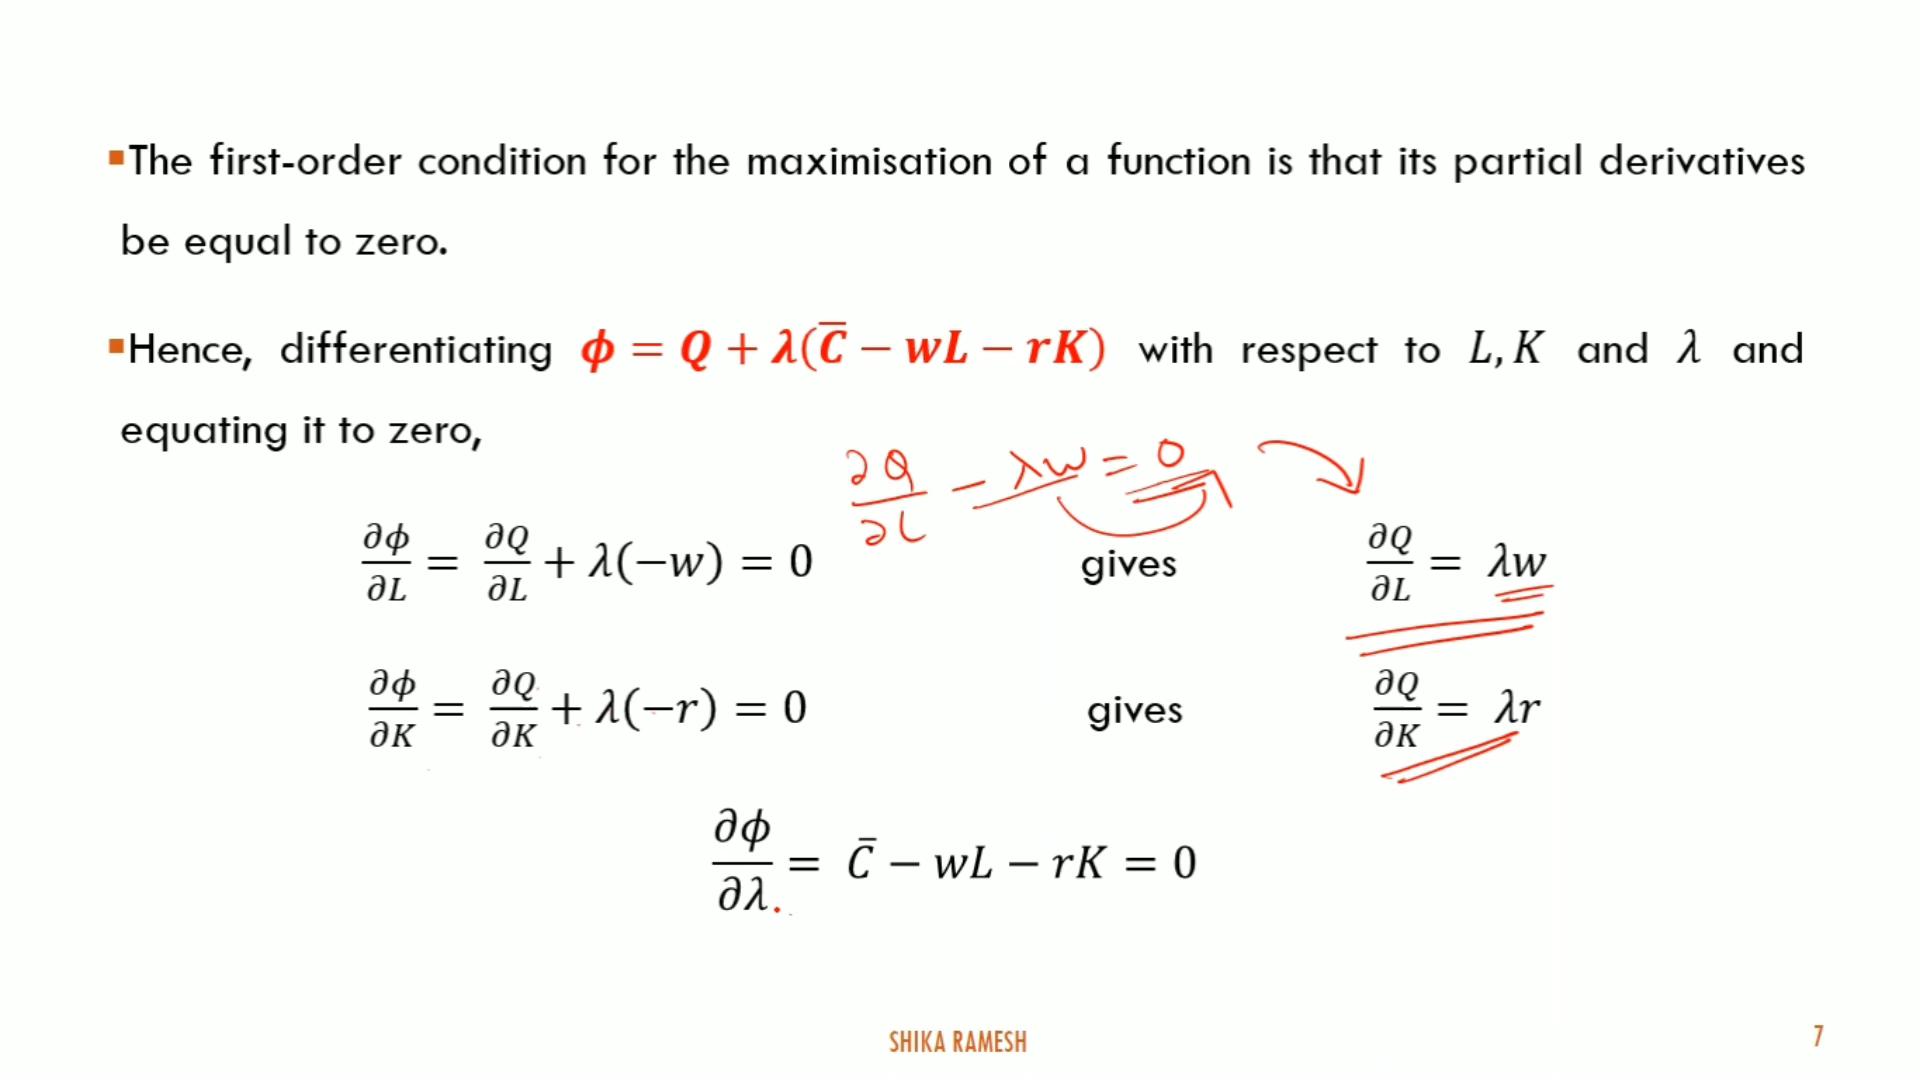 ▪The first-order condition for the maximisation of a function is that its partial derivatives
be equal to zero.
▪Hence, differentiating ϕ = Q + λ(C̅ − wL − rK) with respect to L, K and λ and
equating it to zero,
∂Q/∂L − λw = 0
∂ϕ/∂L = ∂Q/∂L + λ(−w) = 0 gives ∂Q/∂L = λw
∂ϕ/∂K = ∂Q/∂K + λ(−r) = 0 gives ∂Q/∂K = λr
∂ϕ/∂λ = C̅ − wL − rK = 0
SHIKA RAMESH 7